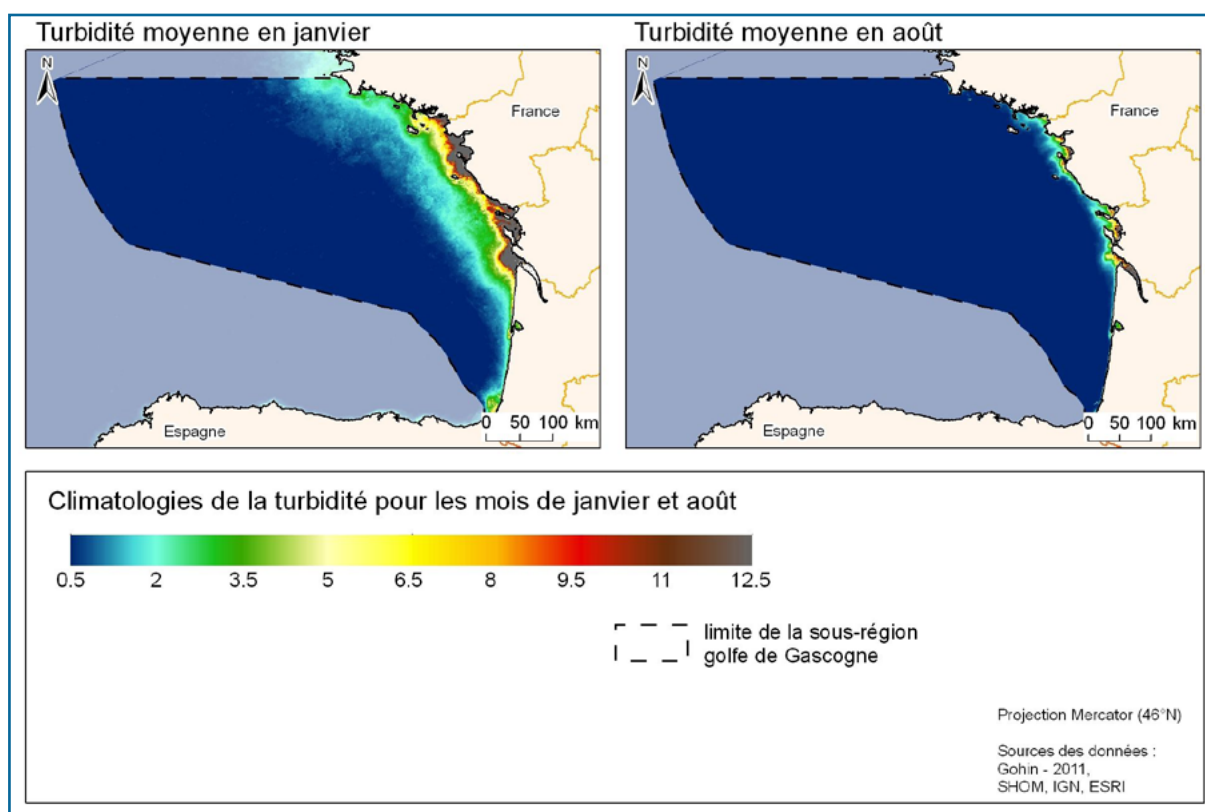 Turbidité moyenne en janvier
Turbidité moyenne en août
N
France
Espagne
0 50 100 km
N
France
Espagne
0 50 100 km
Climatologies de la turbidité pour les mois de janvier et août
0.5 2 3.5 5 6.5 8 9.5 11 12.5
limite de la sous-région
golfe de Gascogne
Projection Mercator (46°N)
Sources des données :
Gohin - 2011,
SHOM, IGN, ESRI